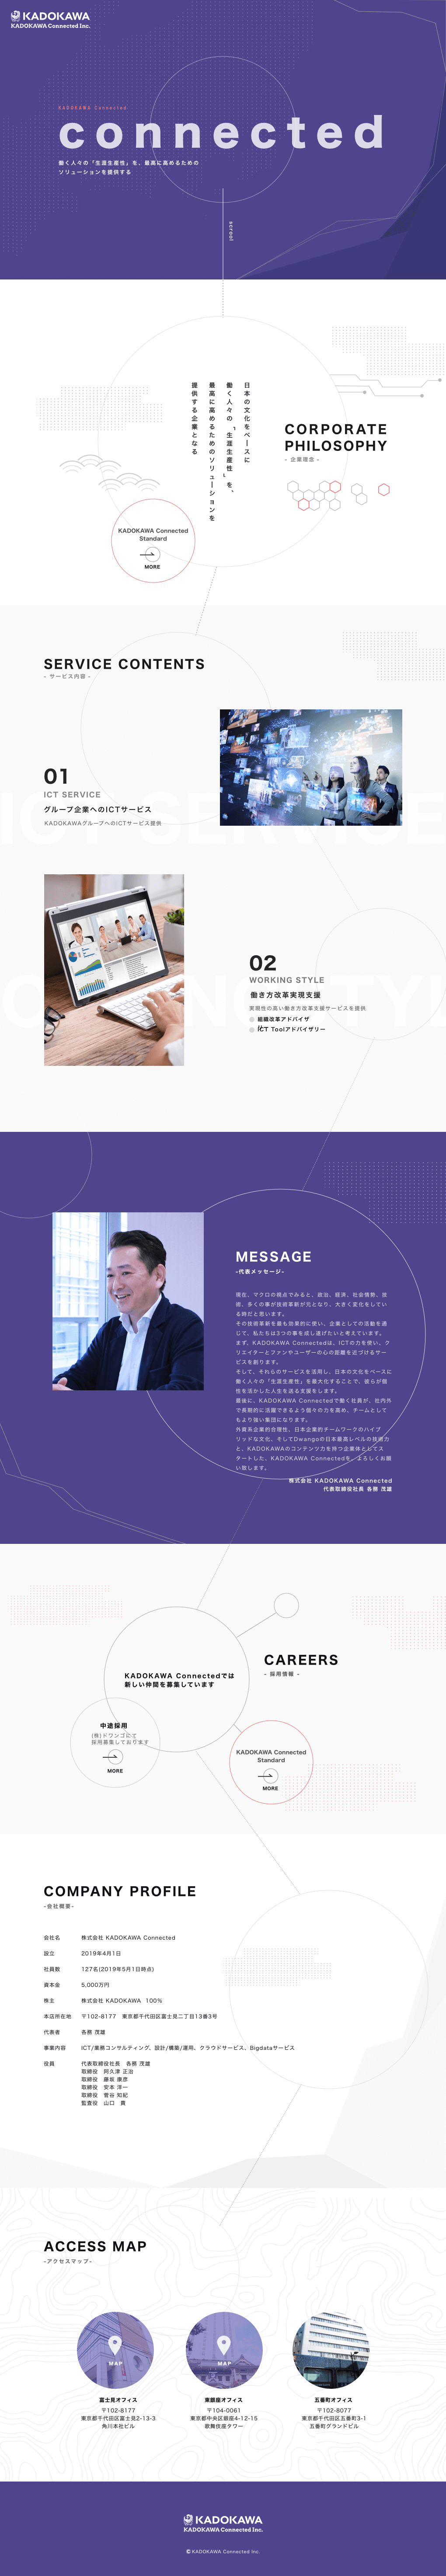 KADOKAWA
KADOKAWA Connected Inc.
KADOKAWA Connected
connected
働く人々の「生涯生産性」を、最高に高めるための
ソリューションを提供する
scrool
日本の文化をベースに
働く人々の「生涯生産性」を、
最高に高めるためのソリューションを
提供する企業となる
CORPORATE
PHILOSOPHY
- 企業理念 -
KADOKAWA Connected
Standard
MORE
SERVICE CONTENTS
- サービス内容 -
01
ICT SERVICE
グループ企業へのICTサービス
KADOKAWAグループへのICTサービス提供
02
WORKING STYLE
働き方改革実現支援
実現性の高い働き方改革支援サービスを提供
組織改革アドバイザ
ICT Toolアドバイザリー
MESSAGE
-代表メッセージ-
現在、マクロの視点でみると、政治、経済、社会情勢、技
術、多くの事が技術革新が元となり、大きく変化をしてい
る時だと思います。
その技術革新を最も効果的に使い、企業としての活動を通
じて、私たちは3つの事を成し遂げたいと考えています。
まず、KADOKAWA Connectedは、ICTの力を使い、ク
リエイターとファンやユーザーの心の距離を近づけるサー
ビスを創ります。
そして、それらのサービスを活用し、日本の文化をベースに
働く人々の「生涯生産性」を最大化することで、彼らが個
性を活かした人生を送る支援をします。
最後に、KADOKAWA Connectedで働く社員が、社内外
で長期的に活躍できるよう個々の力を高め、チームとして
もより強い集団になります。
外資系企業的合理性、日本企業的チームワークのハイブ
リッドな文化、そしてDwangoの日本最高レベルの技術力
と、KADOKAWAのコンテンツ力を持つ企業体としてス
タートした、KADOKAWA Connectedを、よろしくお願
い致します。
株式会社 KADOKAWA Connected
代表取締役社長 各務 茂雄
KADOKAWA Connectedでは
新しい仲間を募集しています
CAREERS
- 採用情報 -
中途採用
(株)ドワンゴにて
採用募集しております
MORE
KADOKAWA Connected
Standard
MORE
COMPANY PROFILE
-会社概要-
会社名 株式会社 KADOKAWA Connected
設立 2019年4月1日
社員数 127名(2019年5月1日時点)
資本金 5,000万円
株主 株式会社 KADOKAWA 100%
本店所在地 〒102-8177 東京都千代田区富士見二丁目13番3号
代表者 各務 茂雄
事業内容 ICT/業務コンサルティング、設計/構築/運用、クラウドサービス、Bigdataサービス
役員 代表取締役社長 各務 茂雄
取締役 阿久津 正治
取締役 藤坂 康彦
取締役 安本 洋一
取締役 菅谷 知紀
監査役 山口 貴
ACCESS MAP
-アクセスマップ-
MAP
MAP
富士見オフィス
〒102-8177
東京都千代田区富士見2-13-3
角川本社ビル
東銀座オフィス
〒104-0061
東京都中央区銀座4-12-15
歌舞伎座タワー
五番町オフィス
〒102-8077
東京都千代田区五番町3-1
五番町グランドビル
KADOKAWA
KADOKAWA Connected Inc.
© KADOKAWA Connected Inc.